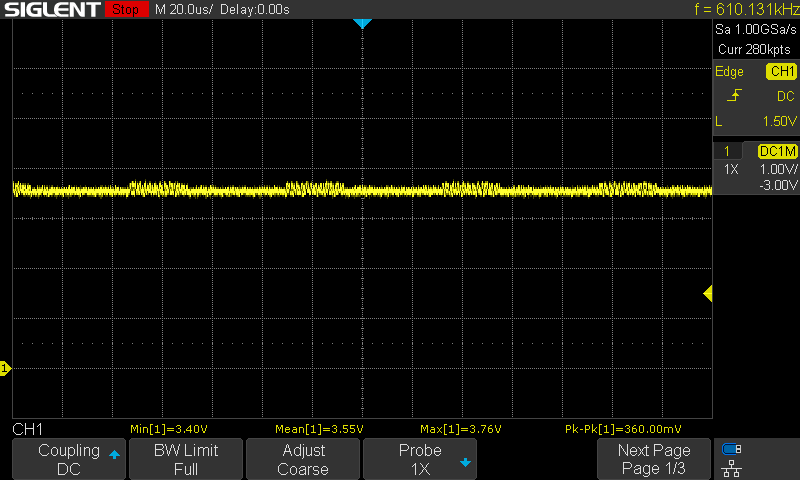 SIGLENT Stop M 20.0us/ Delay:0.00s f = 610.131kHz
Sa 1.00GSa/s
Curr 280kpts
Edge CH1
DC
L 1.50V
1 DC1M
1X 1.00V/
-3.00V
1
CH1 Min[1]=3.40V Mean[1]=3.55V Max[1]=3.76V Pk-Pk[1]=360.00mV
Coupling BW Limit Adjust Probe Next Page
DC Full Coarse 1X Page 1/3